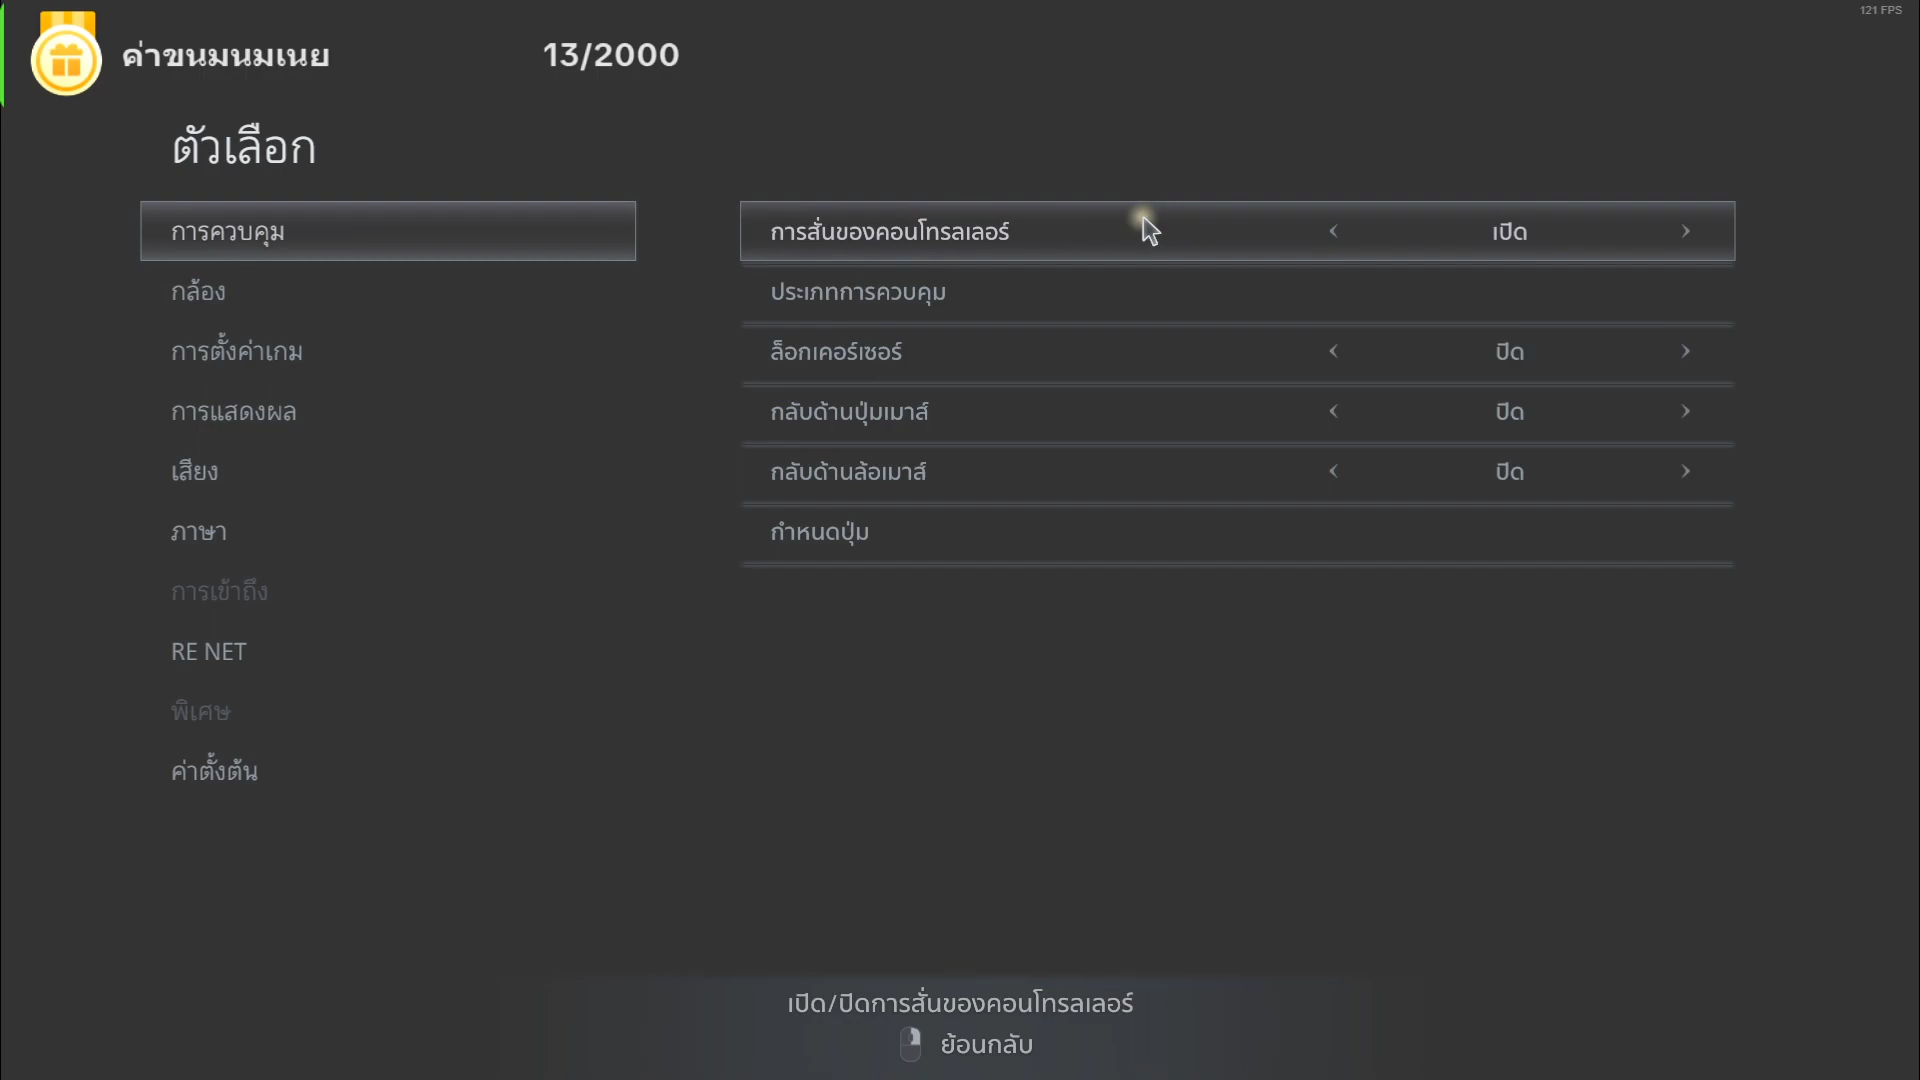 121 FPS
ค่าขนมนมเนย 13/2000
ตัวเลือก
การควบคุม
กล้อง
การตั้งค่าเกม
การแสดงผล
เสียง
ภาษา
การเข้าถึง
RE NET
พิเศษ
ค่าตั้งต้น
การสั่นของคอนโทรลเลอร์ เปิด
ประเภทการควบคุม
ล็อกเคอร์เซอร์ ปิด
กลับด้านปุ่มเมาส์ ปิด
กลับด้านล้อเมาส์ ปิด
กำหนดปุ่ม
เปิด/ปิดการสั่นของคอนโทรลเลอร์
ย้อนกลับ